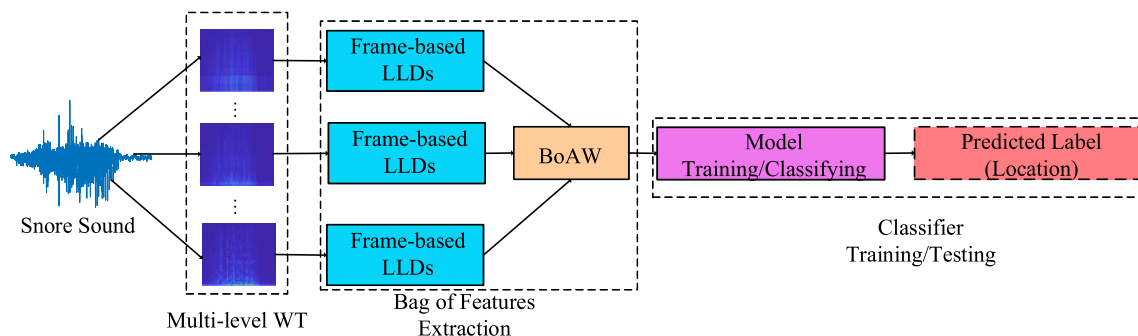 Frame-based
LLDs
Frame-based
LLDs
Frame-based
LLDs
BoAW
Model
Training/Classifying
Predicted Label
(Location)
Snore Sound
Multi-level WT
Bag of Features
Extraction
Classifier
Training/Testing